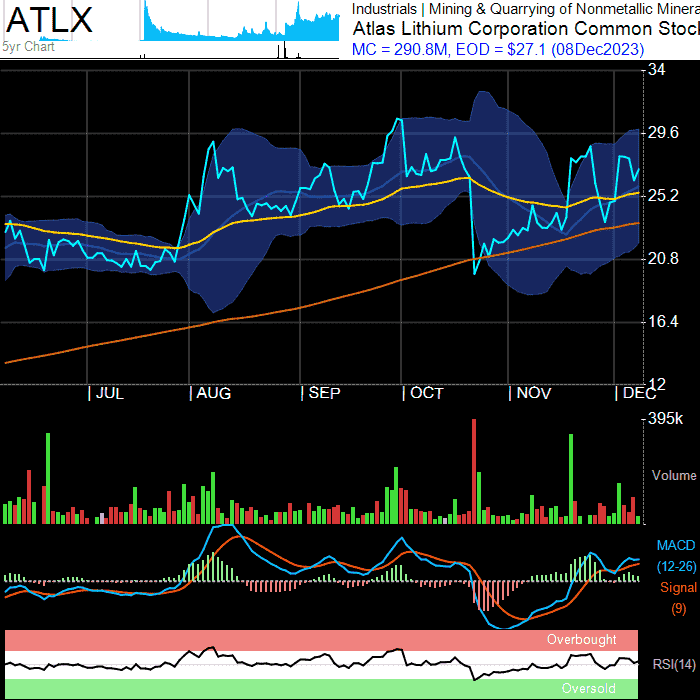 ATLX
5yr Chart
Industrials | Mining & Quarrying of Nonmetallic Minera
Atlas Lithium Corporation Common Stoc
MC = 290.8M, EOD = $27.1 (08Dec2023)
34
29.6
25.2
20.8
16.4
12
| JUL | AUG | SEP | OCT | NOV | DEC
395k
Volume
MACD
(12-26)
Signal
(9)
Overbought
RSI(14)
Oversold